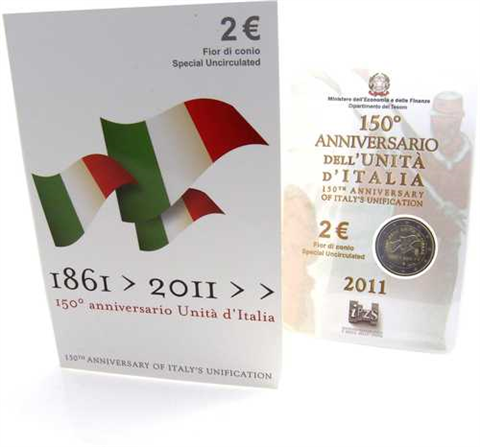 2 €
Fior di conio
Special Uncirculated
1861 > 2011 > >
150° anniversario Unità d'Italia
150TH ANNIVERSARY OF ITALY'S UNIFICATION
Ministero dell'Economia e delle Finanze
Dipartimento del Tesoro
150°
ANNIVERSARIO
DELL'UNITÀ
D'ITALIA
150TH ANNIVERSARY
OF ITALY'S UNIFICATION
2 €
Fior di conio
Special Uncirculated
2011
IPZS